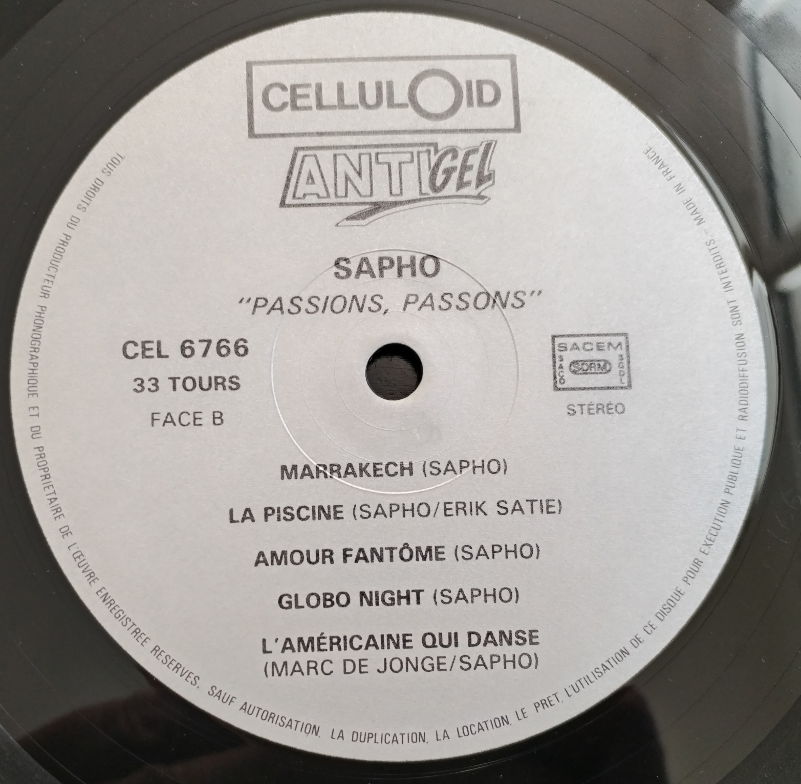 CELLULOID
ANTIGEL
SAPHO
"PASSIONS, PASSONS"
CEL 6766
33 TOURS
FACE B
SACEM
SACD SDRM SGDL
STÉRÉO
MARRAKECH (SAPHO)
LA PISCINE (SAPHO/ERIK SATIE)
AMOUR FANTÔME (SAPHO)
GLOBO NIGHT (SAPHO)
L'AMÉRICAINE QUI DANSE
(MARC DE JONGE/SAPHO)
TOUS DROITS DU PRODUCTEUR PHONOGRAPHIQUE ET DU PROPRIETAIRE DE L'ŒUVRE ENREGISTREE RESERVES. SAUF AUTORISATION, LA DUPLICATION, LA LOCATION, LE PRET, L'UTILISATION DE CE DISQUE POUR EXECUTION PUBLIQUE ET RADIODIFFUSION SONT INTERDITS - MADE IN FRANCE